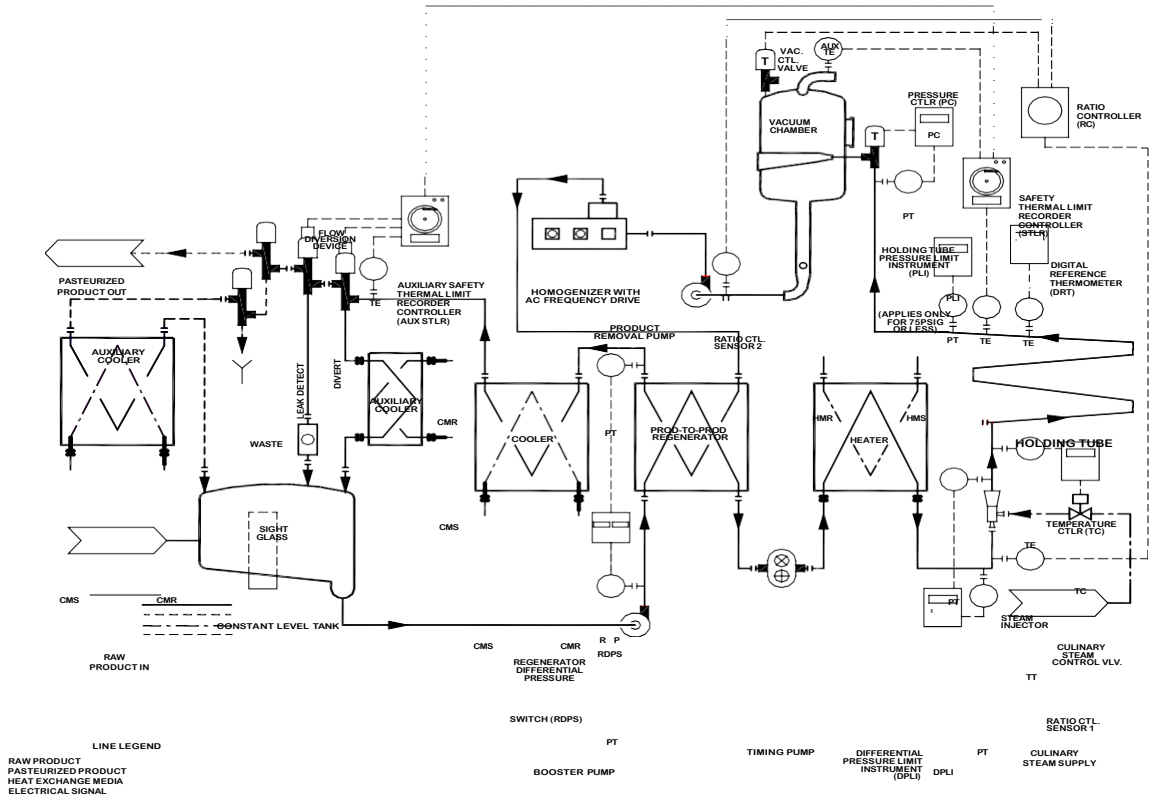 AUX
TE
VAC.
CTL.
VALVE
T
PRESSURE
CTLR (PC)
PC
RATIO
CONTROLLER
(RC)
VACUUM
CHAMBER
T
PT
SAFETY
THERMAL LIMIT
RECORDER
CONTROLLER
(STLR)
FLOW
DIVERSION
DEVICE
HOLDING TUBE
PRESSURE LIMIT
INSTRUMENT
(PLI)
DIGITAL
REFERENCE
THERMOMETER
(DRT)
PASTEURIZED
PRODUCT OUT
TE
AUXILIARY SAFETY
THERMAL LIMIT
RECORDER
CONTROLLER
(AUX STLR)
HOMOGENIZER WITH
AC FREQUENCY DRIVE
PLI
(APPLIES ONLY
FOR 75PSIG
OR LESS)
PRODUCT
REMOVAL PUMP
RATIO CTL.
SENSOR 2
PT
TE
TE
AUXILIARY
COOLER
LEAK DETECT
DIVERT
AUXILIARY
COOLER
CMR
WASTE
COOLER
PT
PROD-TO-PROD
REGENERATOR
HMR
HMS
HEATER
HOLDING TUBE
SIGHT
GLASS
CMS
TEMPERATURE
CTLR (TC)
TE
TC
PT
CMS
CMR
CONSTANT LEVEL TANK
STEAM
INJECTOR
R P
RDPS
CMS
CMR
RAW
PRODUCT IN
REGENERATOR
DIFFERENTIAL
PRESSURE
CULINARY
STEAM
CONTROL VLV.
TT
SWITCH (RDPS)
RATIO CTL.
SENSOR 1
PT
LINE LEGEND
TIMING PUMP
DIFFERENTIAL
PRESSURE LIMIT
INSTRUMENT
(DPLI)
DPLI
PT
CULINARY
STEAM SUPPLY
BOOSTER PUMP
RAW PRODUCT
PASTEURIZED PRODUCT
HEAT EXCHANGE MEDIA
ELECTRICAL SIGNAL